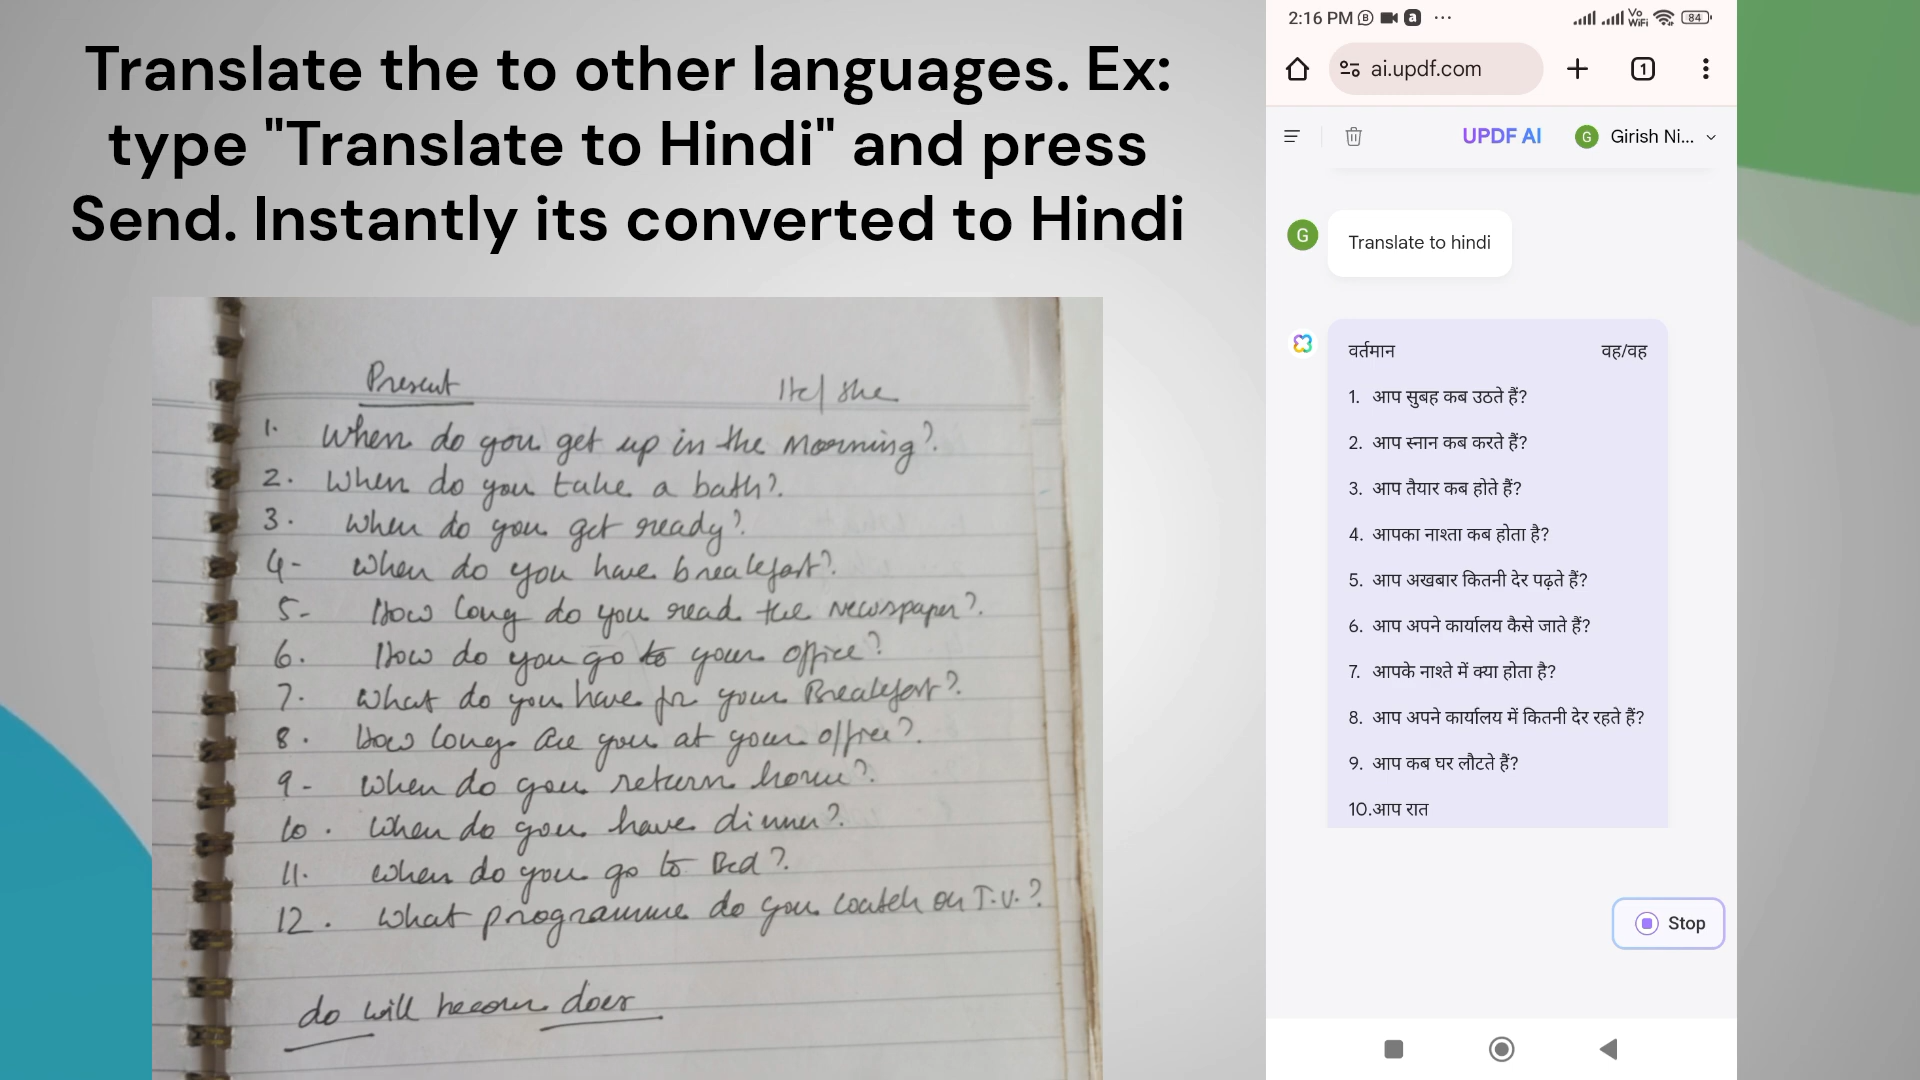 Translate the to other languages. Ex:
type "Translate to Hindi" and press
Send. Instantly its converted to Hindi
Present He/she
1. When do you get up in the Morning?
2. When do you take a bath?
3. When do you get ready?
4- When do you have breakfast?
5- How long do you read the Newspaper?
6. How do you go to your office?
7. What do you have for your Breakfast?
8. How long are you at your office?
9- When do you return home?
10. When do you have dinner?
11. When do you go to Bed?
12. What programme do you watch on T.V.?
do will become does
2:16 PM B a ... Vo WiFi 84
ai.updf.com 1
UPDF AI G Girish Ni...
G Translate to hindi
वर्तमान वह/वह
1. आप सुबह कब उठते हैं?
2. आप स्नान कब करते हैं?
3. आप तैयार कब होते हैं?
4. आपका नाश्ता कब होता है?
5. आप अखबार कितनी देर पढ़ते हैं?
6. आप अपने कार्यालय कैसे जाते हैं?
7. आपके नाश्ते में क्या होता है?
8. आप अपने कार्यालय में कितनी देर रहते हैं?
9. आप कब घर लौटते हैं?
10.आप रात
Stop